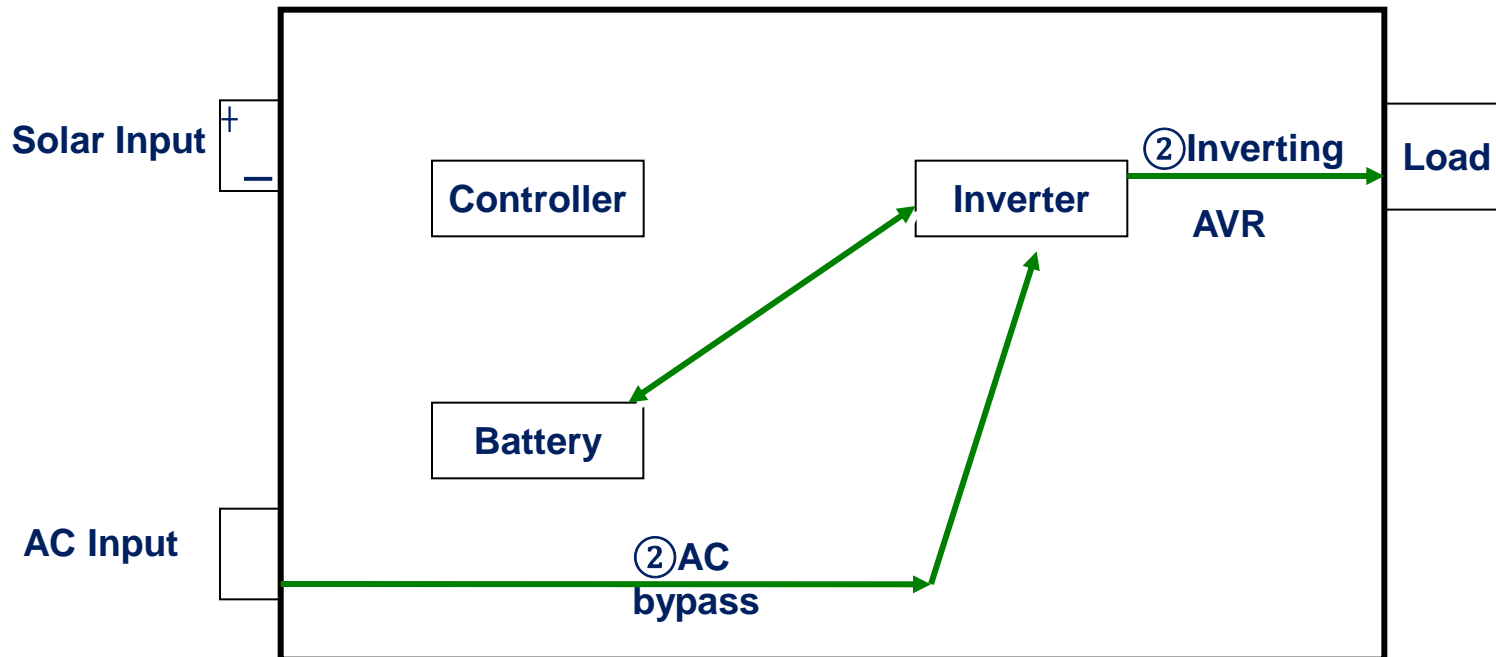 Solar Input
+
−
Controller
Inverter
②Inverting
AVR
Load
Battery
AC Input
②AC
bypass